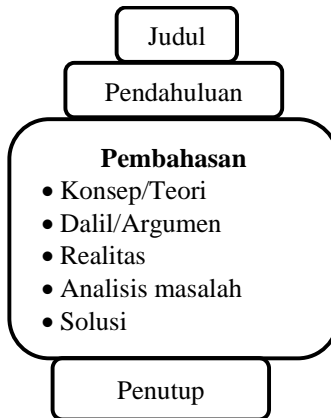 Judul
Pendahuluan
Pembahasan
• Konsep/Teori
• Dalil/Argumen
• Realitas
• Analisis masalah
• Solusi
Penutup